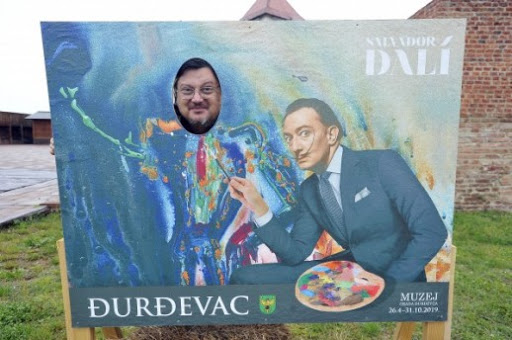 SALVADOR
DALÍ
ĐURĐEVAC
MUZEJ
26.4-31.10.2019.